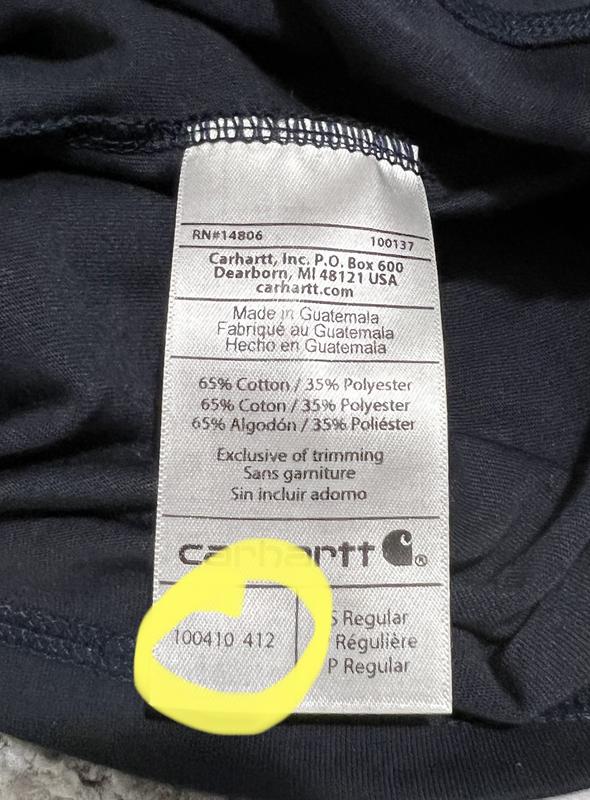 RN#14806 100137
Carhartt, Inc. P.O. Box 600
Dearborn, MI 48121 USA
carhartt.com
Made in Guatemala
Fabriqué au Guatemala
Hecho en Guatemala
65% Cotton / 35% Polyester
65% Coton / 35% Polyester
65% Algodón / 35% Poliéster
Exclusive of trimming
Sans garniture
Sin incluir adorno
carhartt ®
100410 412
S Regular
Régulière
P Regular